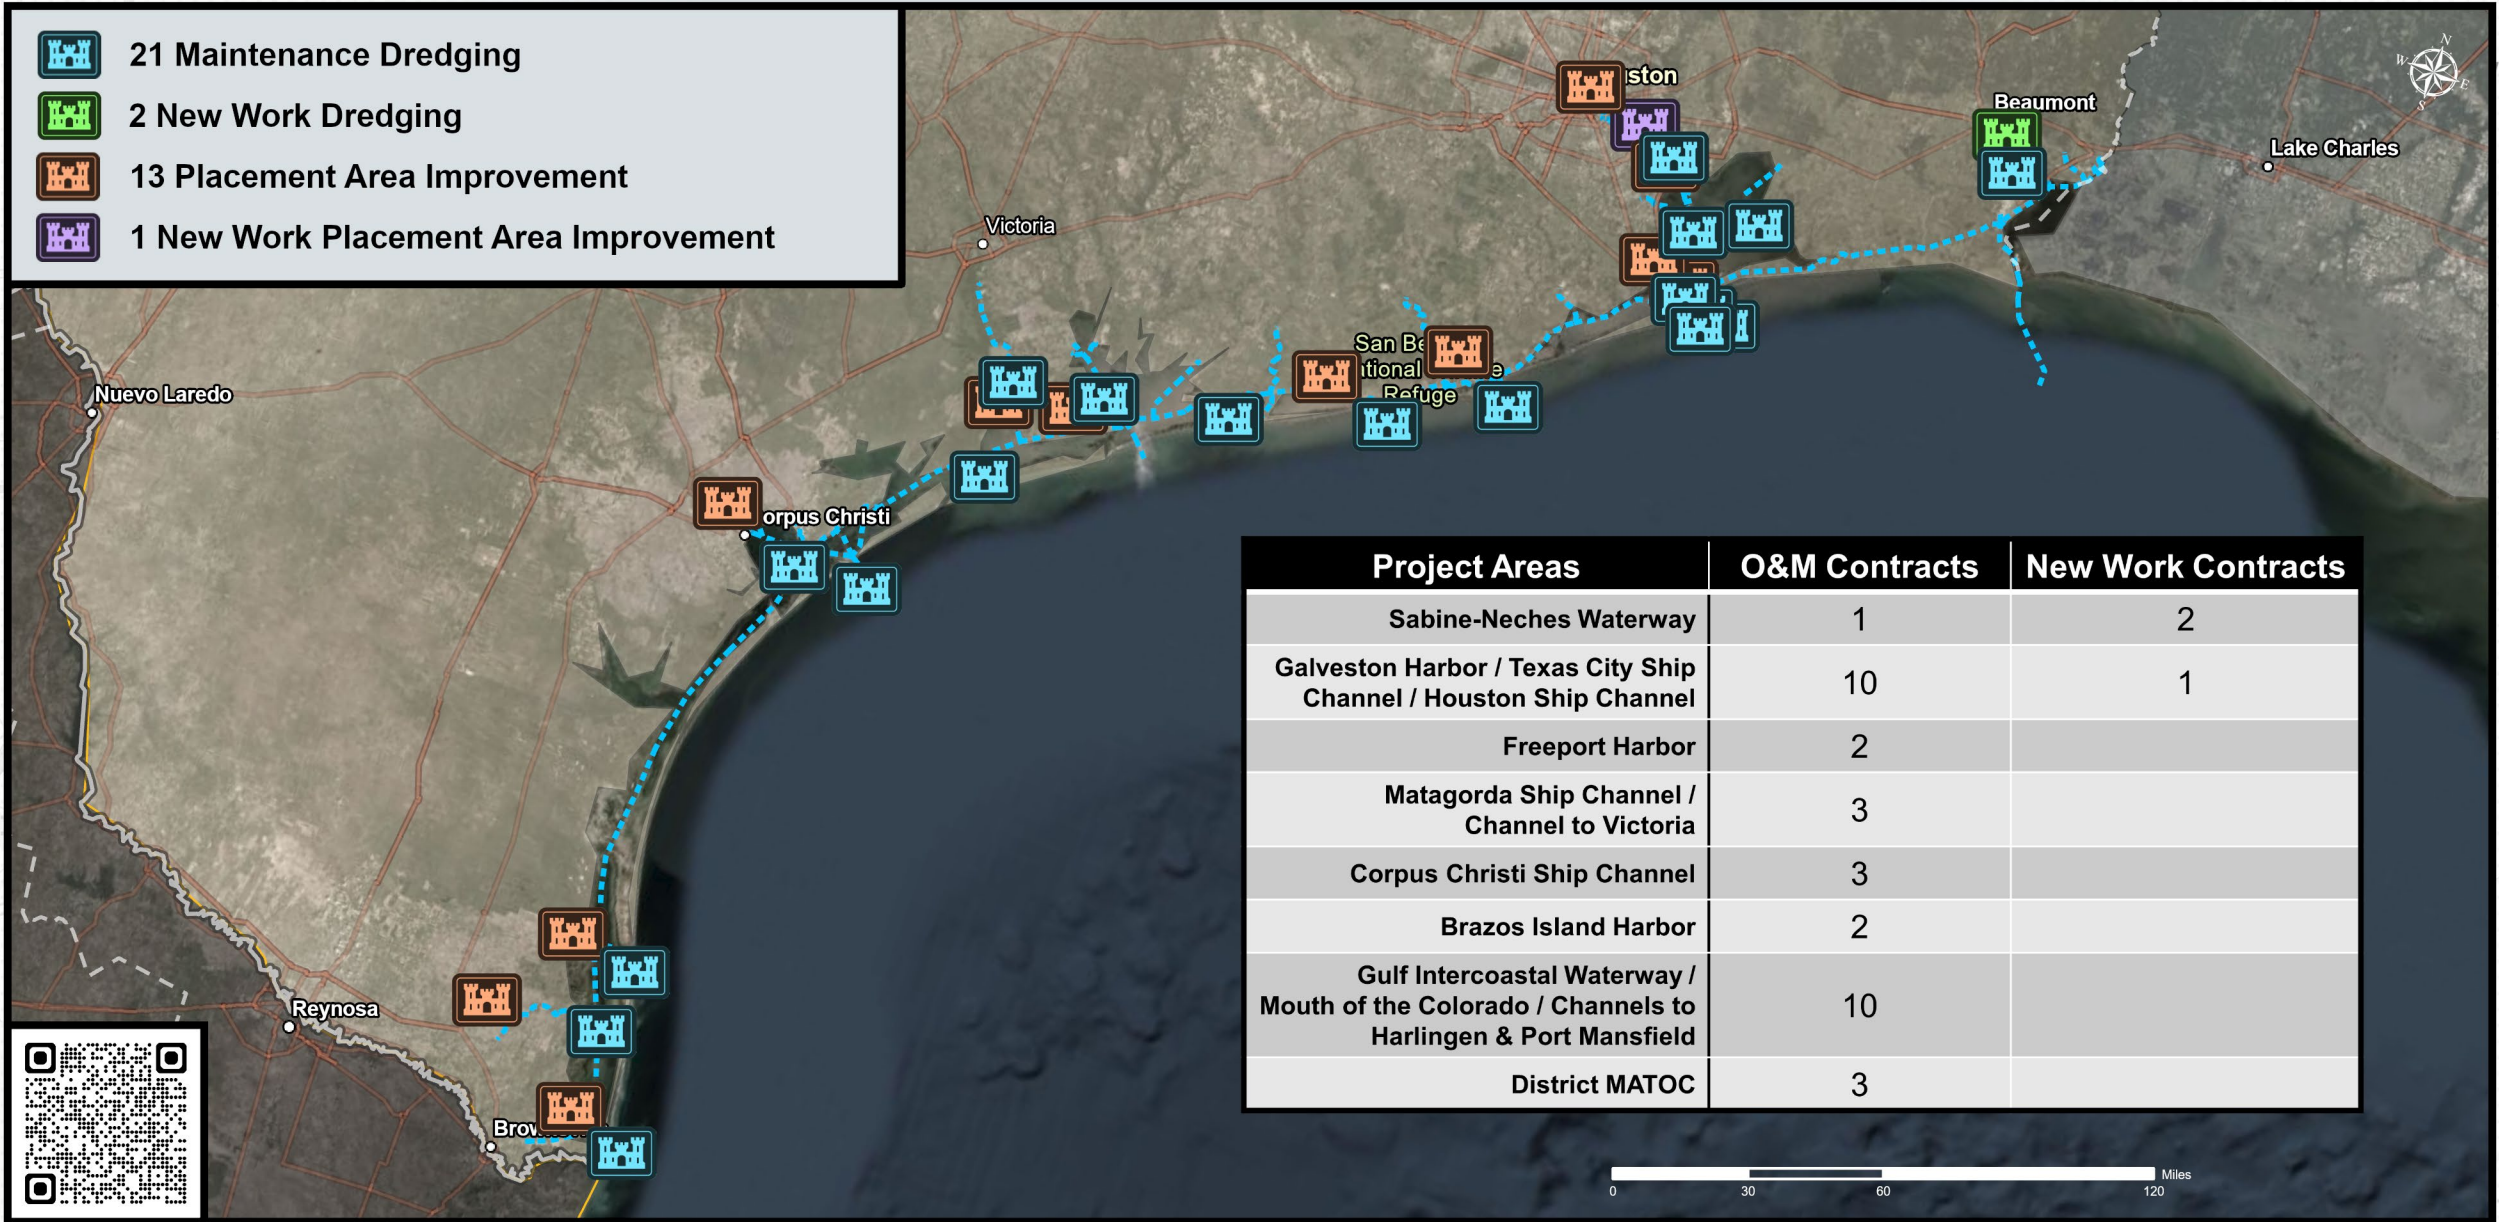 21 Maintenance Dredging
2 New Work Dredging
13 Placement Area Improvement
1 New Work Placement Area Improvement
N
W
E
S
ston
Beaumont
Lake Charles
Victoria
San Be
ational e
Refuge
Nuevo Laredo
orpus Christi
Reynosa
Brow
Project Areas O&M Contracts New Work Contracts
Sabine-Neches Waterway 1 2
Galveston Harbor / Texas City Ship
Channel / Houston Ship Channel 10 1
Freeport Harbor 2
Matagorda Ship Channel /
Channel to Victoria 3
Corpus Christi Ship Channel 3
Brazos Island Harbor 2
Gulf Intercoastal Waterway /
Mouth of the Colorado / Channels to
Harlingen & Port Mansfield 10
District MATOC 3
Miles
0 30 60 120